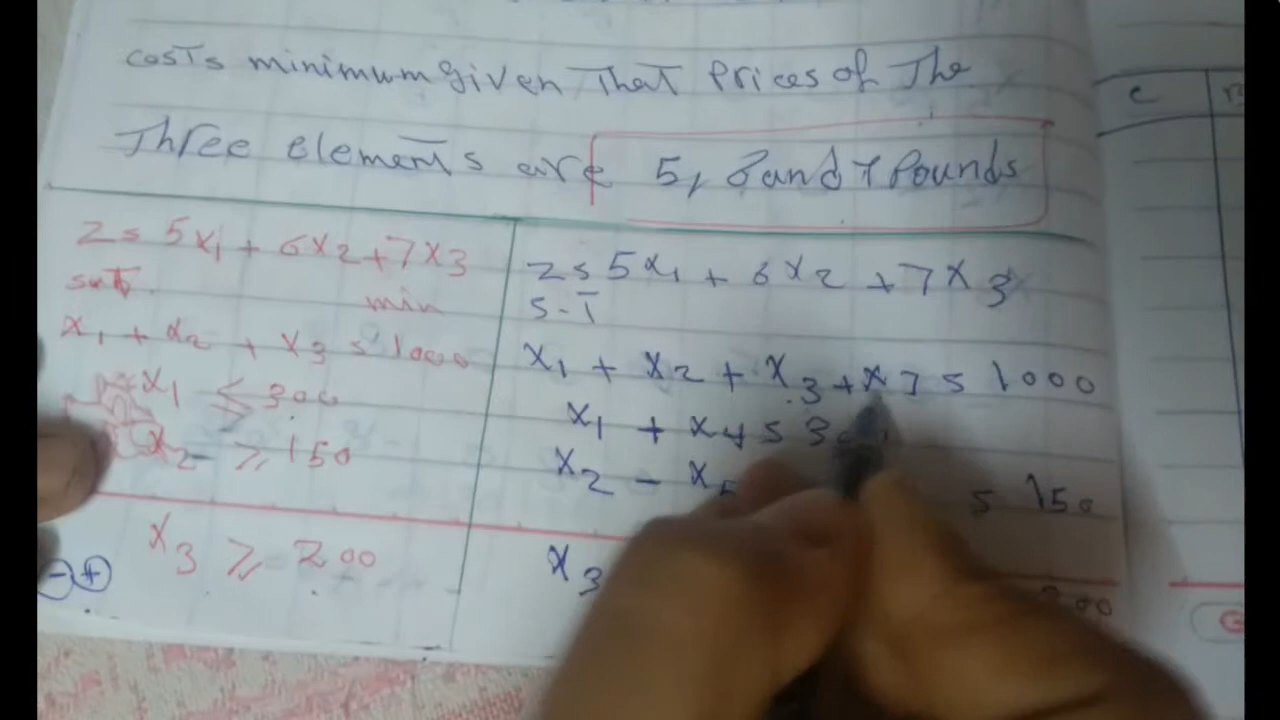 costs minimum given That Prices of The
Three elements are 5, 6 and 7 Pounds
Z = 5x1 + 6x2 + 7x3
min
x1 + x2 + x3 = 1000
x1 ≤ 300
x2 ≥ 150
x3 ≥ 200
- +
Z = 5x1 + 6x2 + 7x3
S-T
x1 + x2 + x3 + x7 = 1000
x1 + x4 =
x2 - x5 = 150
x3
c